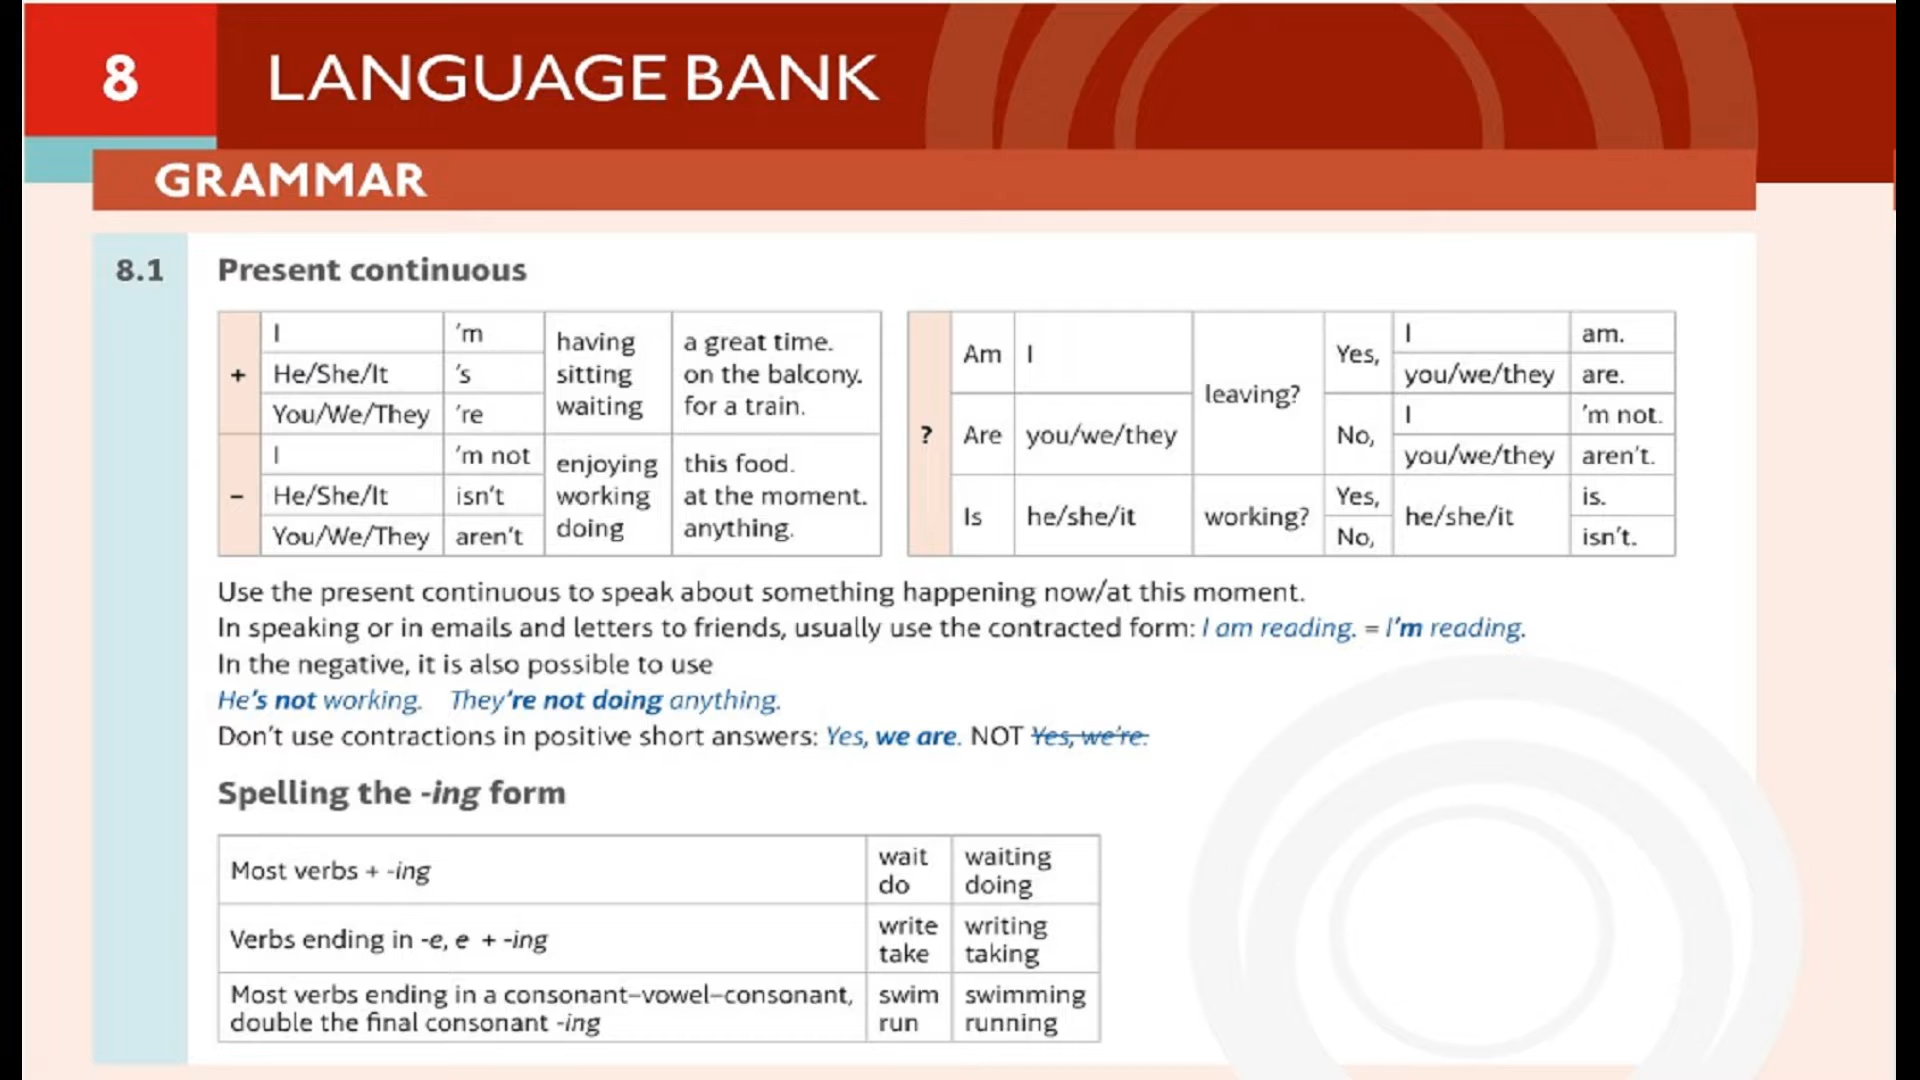 8
LANGUAGE BANK
GRAMMAR
8.1
Present continuous
+
I
'm
He/She/It
's
You/We/They
're
having
sitting
waiting
a great time.
on the balcony.
for a train.
–
I
'm not
He/She/It
isn't
You/We/They
aren't
enjoying
working
doing
this food.
at the moment.
anything.
?
Am
I
Are
you/we/they
leaving?
Yes,
I
am.
you/we/they
are.
No,
I
'm not.
you/we/they
aren't.
Is
he/she/it
working?
Yes,
No,
he/she/it
is.
isn't.
Use the present continuous to speak about something happening now/at this moment.
In speaking or in emails and letters to friends, usually use the contracted form: I am reading. = I'm reading.
In the negative, it is also possible to use
He's not working. They're not doing anything.
Don't use contractions in positive short answers: Yes, we are. NOT Yes, we're.
Spelling the -ing form
Most verbs + -ing
wait
do
waiting
doing
Verbs ending in -e, e + -ing
write
take
writing
taking
Most verbs ending in a consonant–vowel–consonant,
double the final consonant -ing
swim
run
swimming
running